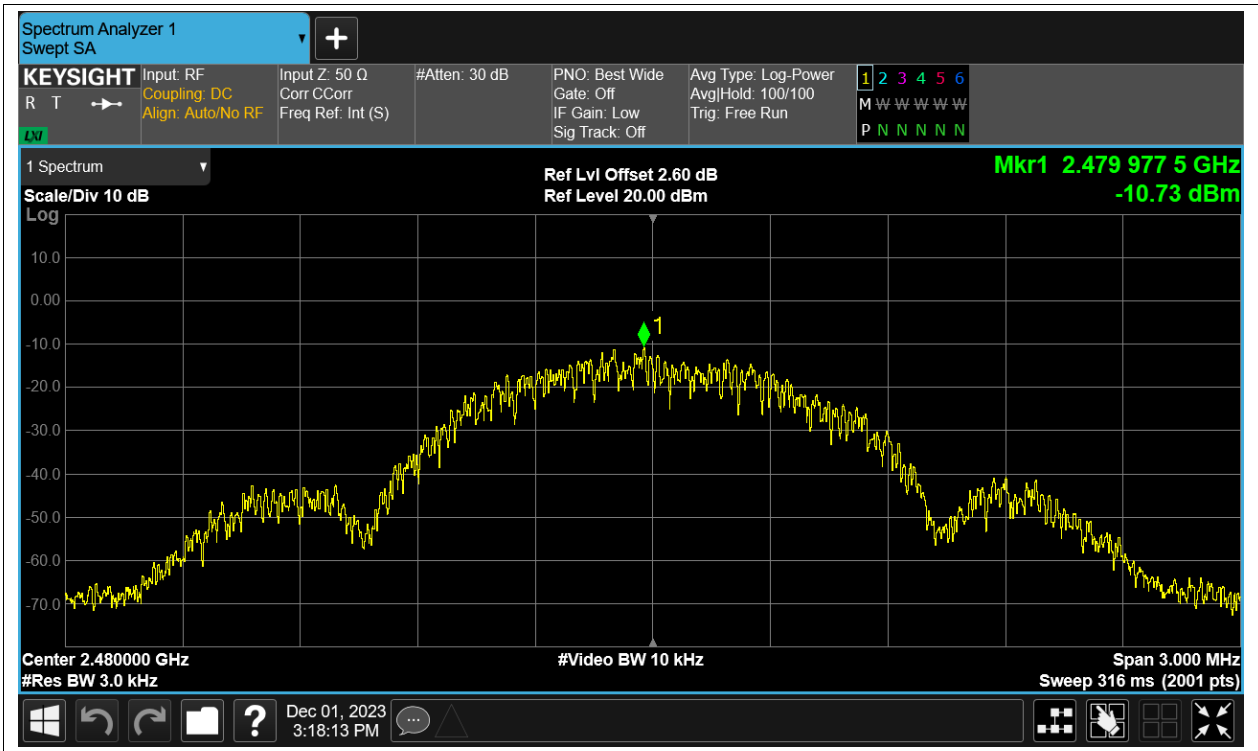 Spectrum Analyzer 1
Swept SA
+
KEYSIGHT
R T
LXI
Input: RF
Coupling: DC
Align: Auto/No RF
Input Z: 50 Ω
Corr CCorr
Freq Ref: Int (S)
#Atten: 30 dB
PNO: Best Wide
Gate: Off
IF Gain: Low
Sig Track: Off
Avg Type: Log-Power
Avg|Hold: 100/100
Trig: Free Run
1 2 3 4 5 6
M W W W W W
P N N N N N
1 Spectrum
Scale/Div 10 dB
Log
Ref Lvl Offset 2.60 dB
Ref Level 20.00 dBm
Mkr1 2.479 977 5 GHz
-10.73 dBm
10.0
0.00
-10.0
-20.0
-30.0
-40.0
-50.0
-60.0
-70.0
1
Center 2.480000 GHz
#Res BW 3.0 kHz
#Video BW 10 kHz
Span 3.000 MHz
Sweep 316 ms (2001 pts)
?
Dec 01, 2023
3:18:13 PM